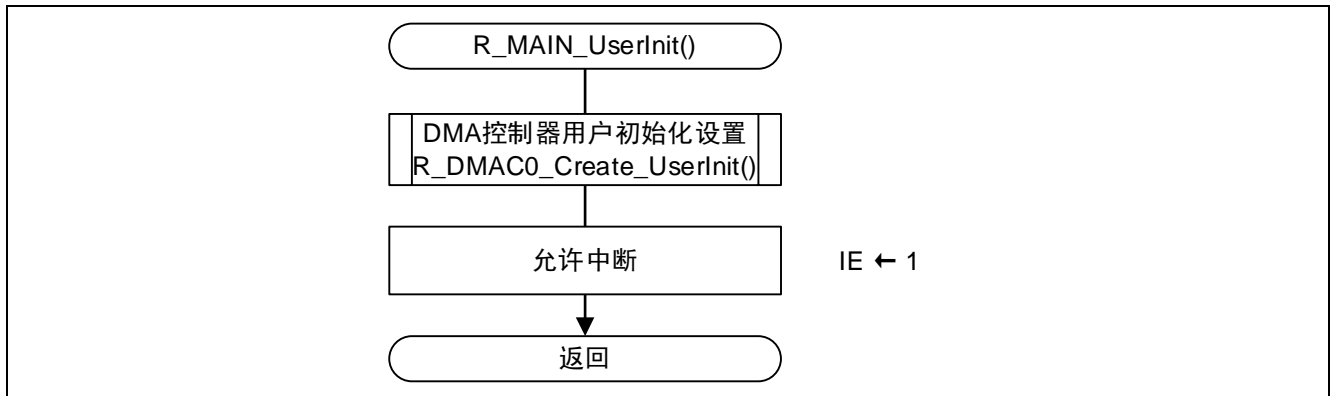 R_MAIN_UserInit()
DMA控制器用户初始化设置
R_DMAC0_Create_UserInit()
允许中断
IE ← 1
返回